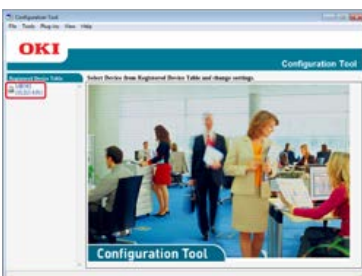 Configuration Tool
File Tools Plug-ins View Help
OKI
Configuration Tool
Registered Device Table
Select Device from Registered Device Table and change settings.
Configuration Tool